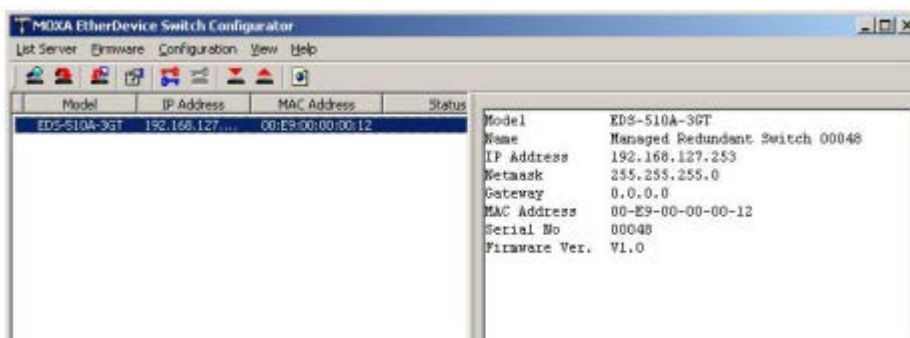 MOXA EtherDevice Switch Configurator
List Server Firmware Configuration View Help
Model IP Address MAC Address Status
EDS-510A-3GT 192.168.127.... 00:E9:00:00:00:12
Model EDS-510A-3GT
Name Managed Redundant Switch 00048
IP Address 192.168.127.253
Netmask 255.255.255.0
Gateway 0.0.0.0
MAC Address 00-E9-00-00-00-12
Serial No 00048
Firmware Ver. V1.0